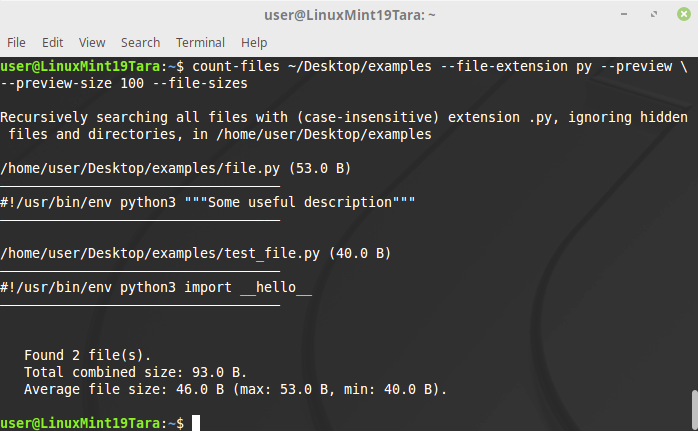 user@LinuxMint19Tara: ~
File Edit View Search Terminal Help
user@LinuxMint19Tara:~$ count-files ~/Desktop/examples --file-extension py --preview \
--preview-size 100 --file-sizes
Recursively searching all files with (case-insensitive) extension .py, ignoring hidden
files and directories, in /home/user/Desktop/examples
/home/user/Desktop/examples/file.py (53.0 B)
#!/usr/bin/env python3 """Some useful description"""
/home/user/Desktop/examples/test_file.py (40.0 B)
#!/usr/bin/env python3 import __hello__
Found 2 file(s).
Total combined size: 93.0 B.
Average file size: 46.0 B (max: 53.0 B, min: 40.0 B).
user@LinuxMint19Tara:~$